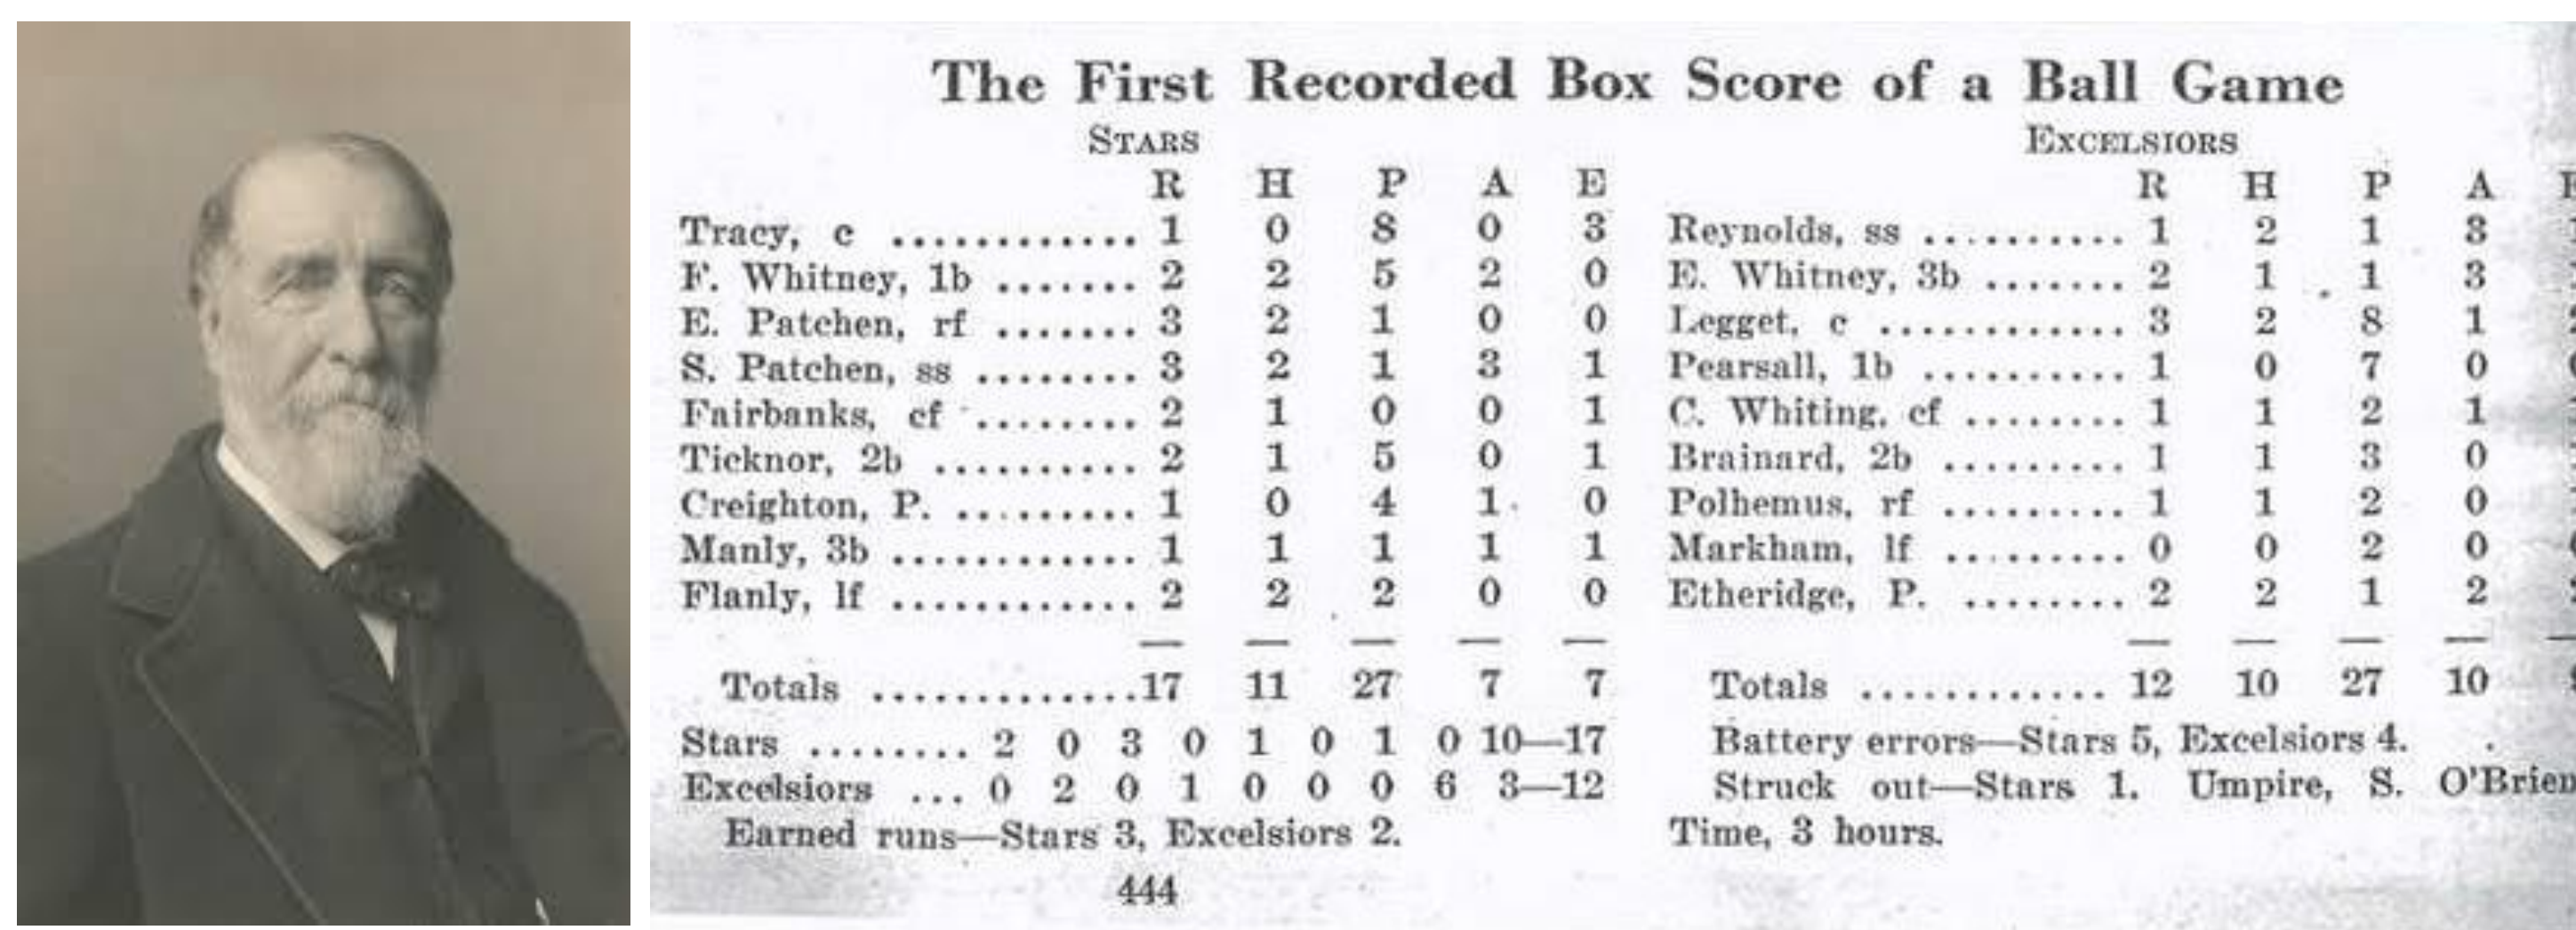 The First Recorded Box Score of a Ball Game
STARS
R H P A E
Tracy, c ............ 1 0 8 0 3
F. Whitney, 1b ....... 2 2 5 2 0
E. Patchen, rf ....... 3 2 1 0 0
S. Patchen, ss ........ 3 2 1 3 1
Fairbanks, cf ........ 2 1 0 0 1
Ticknor, 2b .......... 2 1 5 0 1
Creighton, P. ......... 1 0 4 1 0
Manly, 3b ............ 1 1 1 1 1
Flanly, lf ............ 2 2 2 0 0
Totals .............17 11 27 7 7
Stars ........ 2 0 3 0 1 0 1 0 10—17
Excelsiors ... 0 2 0 1 0 0 0 6 3—12
Earned runs—Stars 3, Excelsiors 2.
444
EXCELSIORS
R H P A
Reynolds, ss .......... 1 2 1 3
E. Whitney, 3b ....... 2 1 1 3
Legget, c ............ 3 2 8 1
Pearsall, 1b .......... 1 0 7 0
C. Whiting, cf ....... 1 1 2 1
Brainard, 2b ......... 1 1 3 0
Polhemus, rf ......... 1 1 2 0
Markham, lf ......... 0 0 2 0
Etheridge, P. ........ 2 2 1 2
Totals ............ 12 10 27 10
Battery errors—Stars 5, Excelsiors 4.
Struck out—Stars 1. Umpire, S. O'Brien
Time, 3 hours.